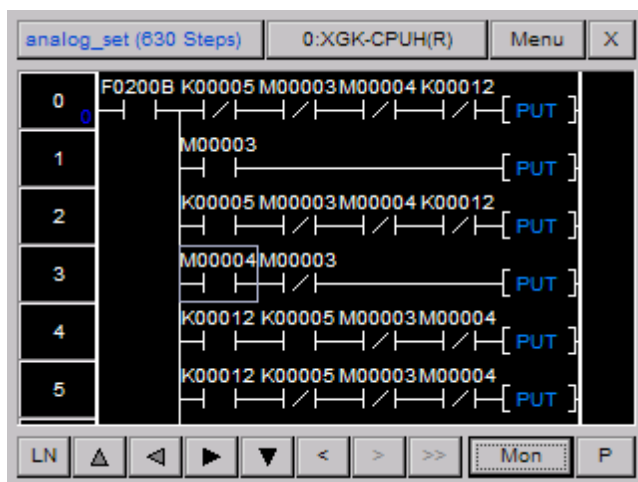 analog_set (630 Steps) 0:XGK-CPUH(R) Menu X
F0200B K00005 M00003 M00004 K00012
0 0 PUT
M00003
1 PUT
K00005 M00003 M00004 K00012
2 PUT
M00004 M00003
3 PUT
K00012 K00005 M00003 M00004
4 PUT
K00012 K00005 M00003 M00004
5 PUT
LN < > >> Mon P